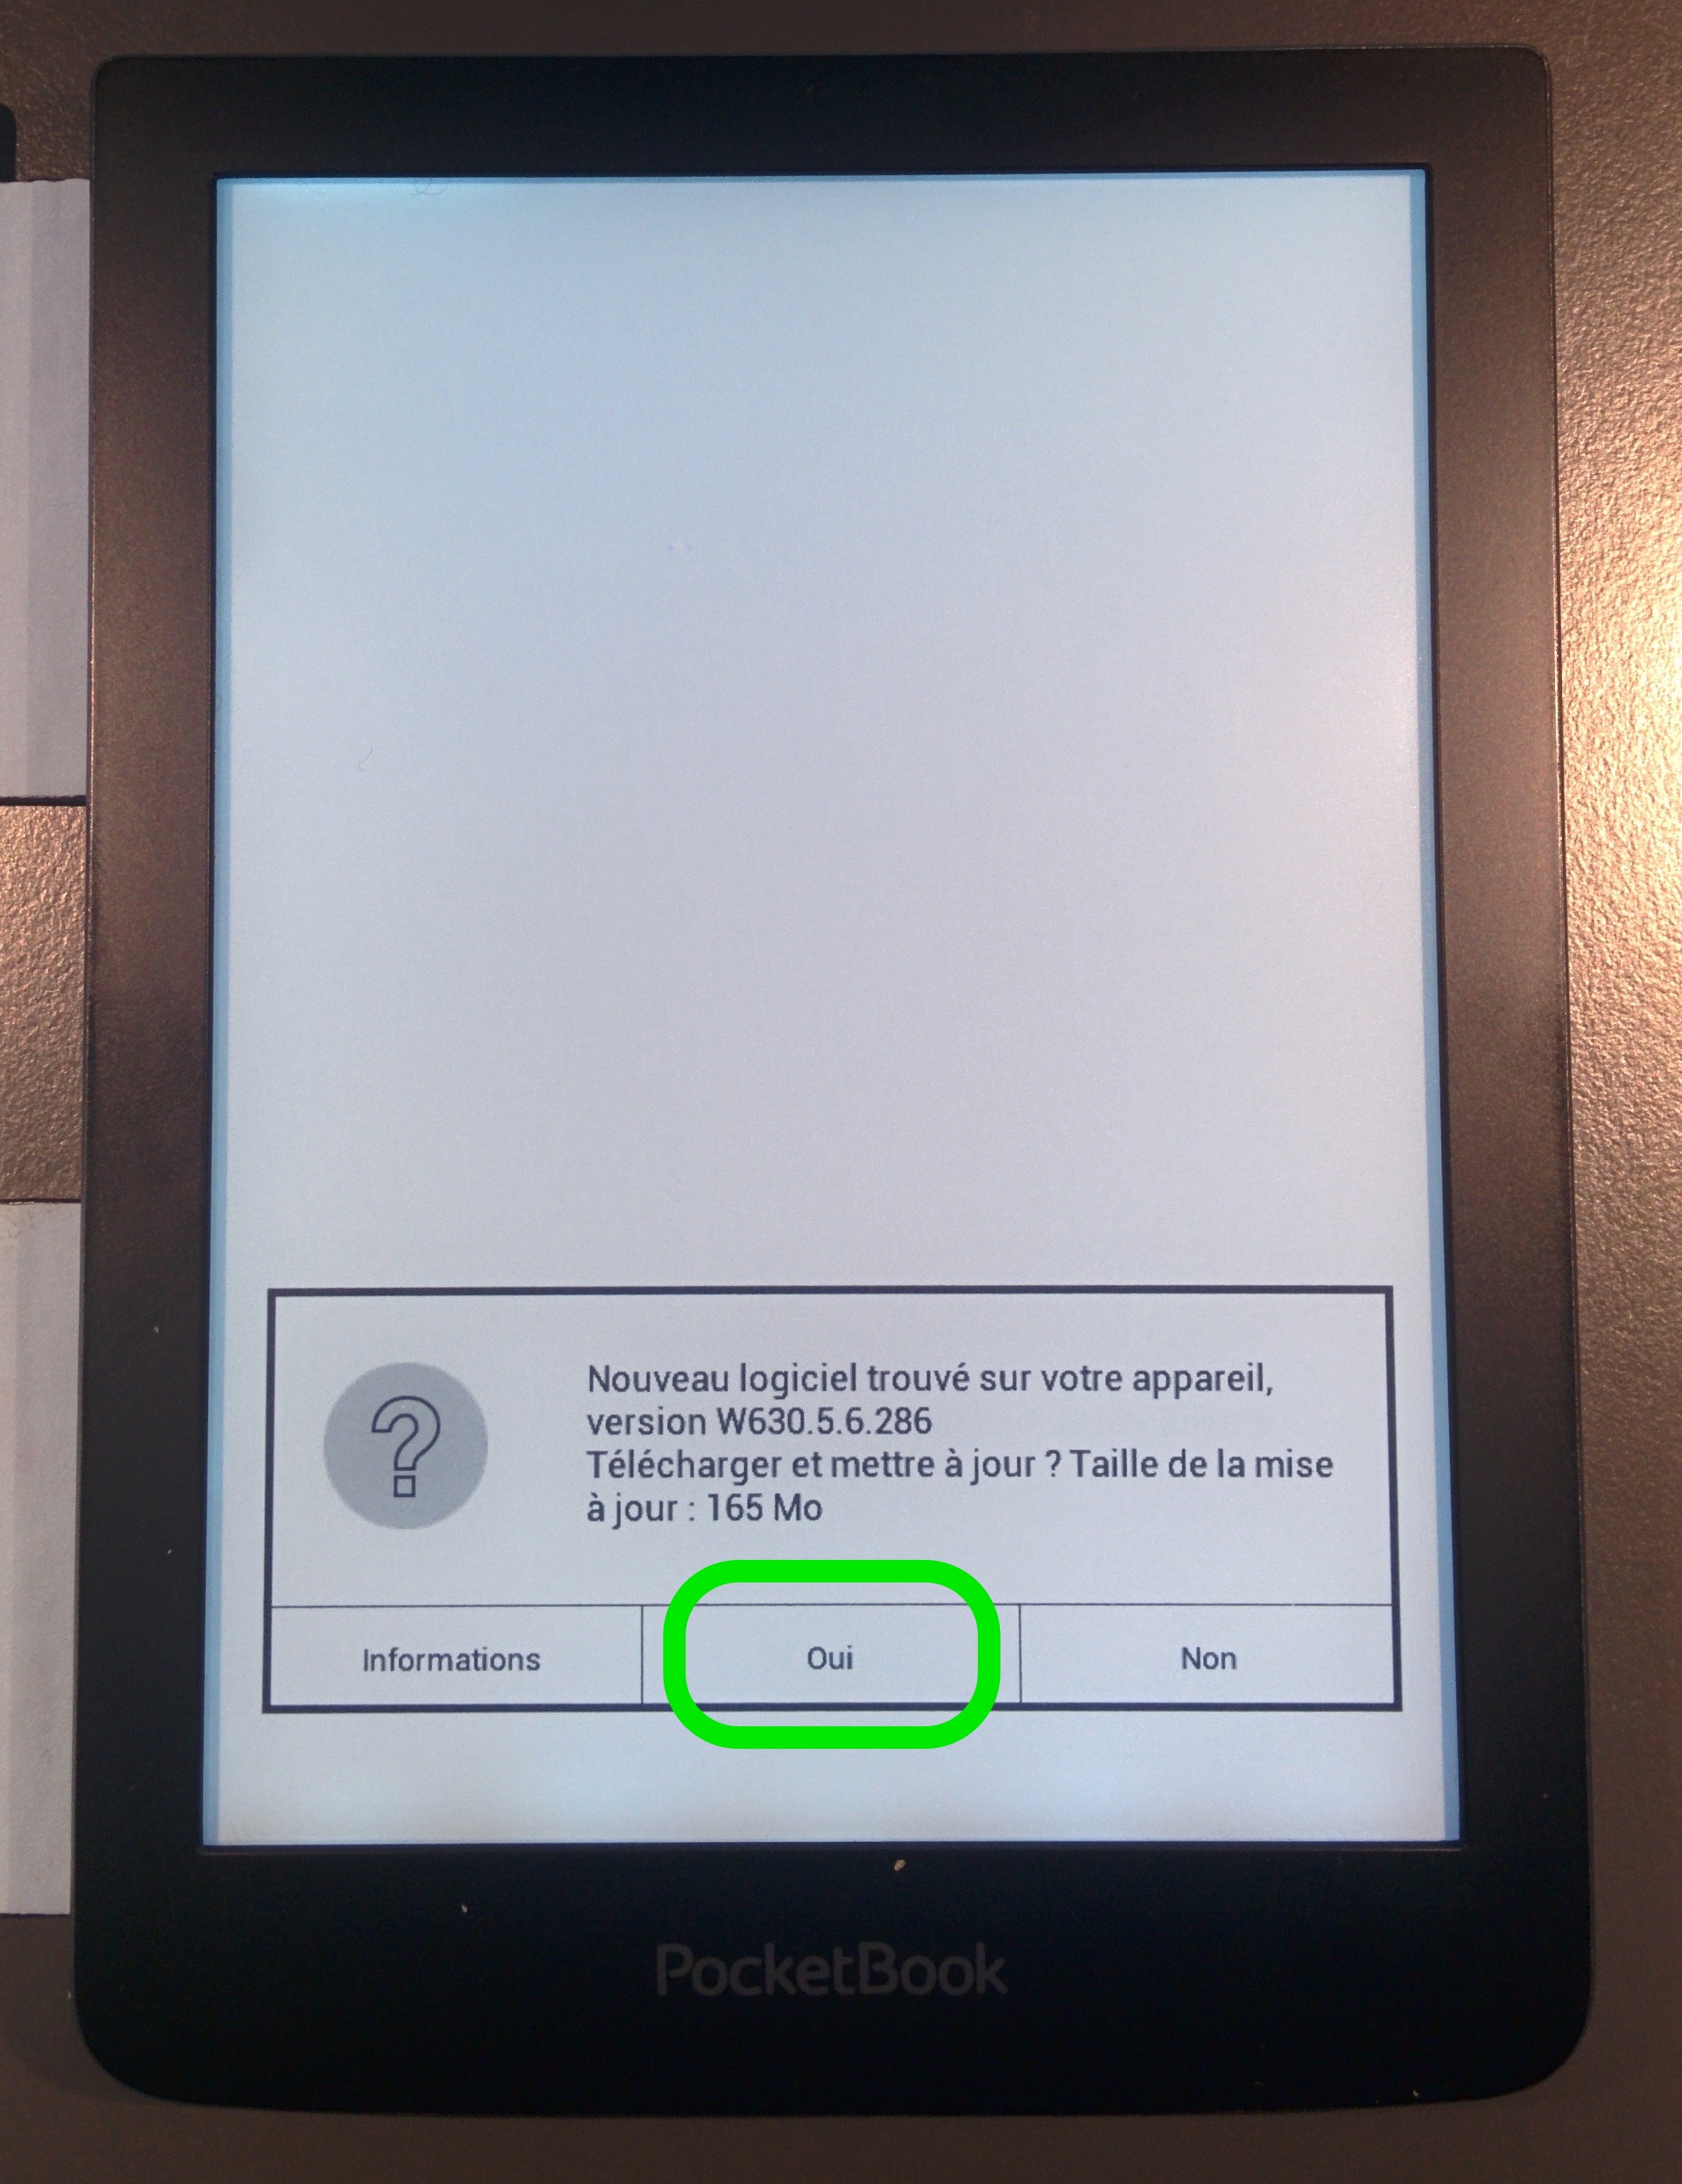 Nouveau logiciel trouvé sur votre appareil,
version W630.5.6.286
Télécharger et mettre à jour ? Taille de la mise
à jour : 165 Mo
Informations
Oui
Non
PocketBook